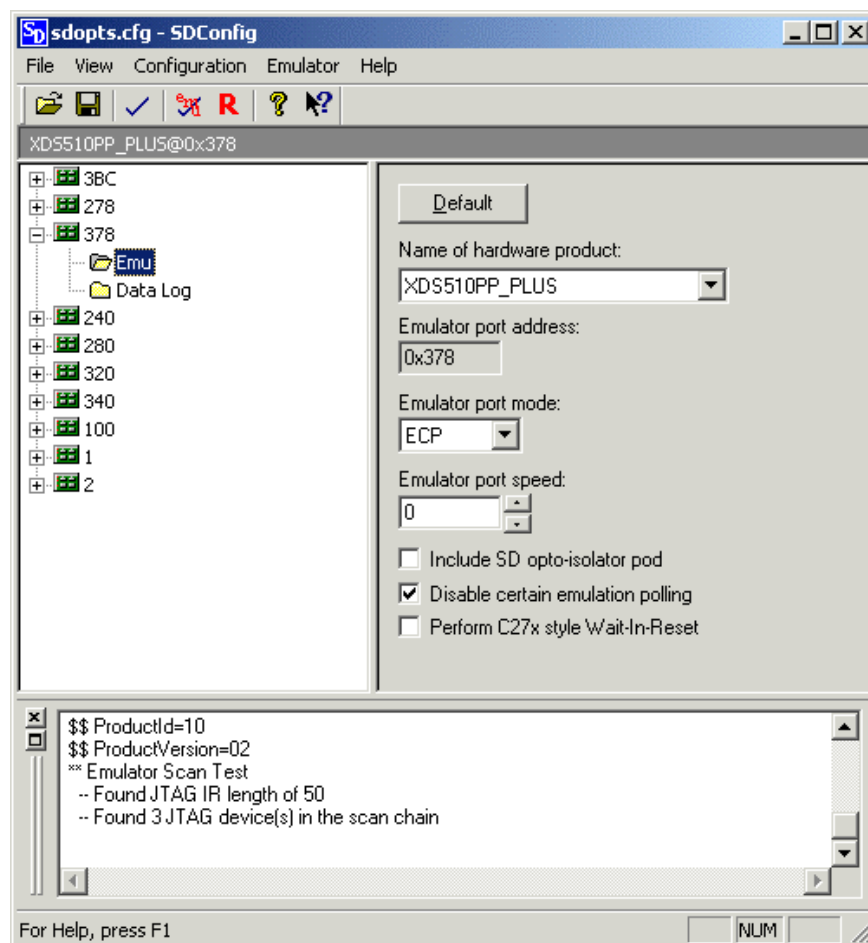 SD sdopts.cfg - SDConfig
File View Configuration Emulator Help
emu R ? ?
XDS510PP_PLUS@0x378
3BC
278
378
Emu
Data Log
240
280
320
340
100
1
2
Default
Name of hardware product:
XDS510PP_PLUS
Emulator port address:
0x378
Emulator port mode:
ECP
Emulator port speed:
0
Include SD opto-isolator pod
Disable certain emulation polling
Perform C27x style Wait-In-Reset
$$ ProductId=10
$$ ProductVersion=02
** Emulator Scan Test
-- Found JTAG IR length of 50
-- Found 3 JTAG device(s) in the scan chain
For Help, press F1
NUM